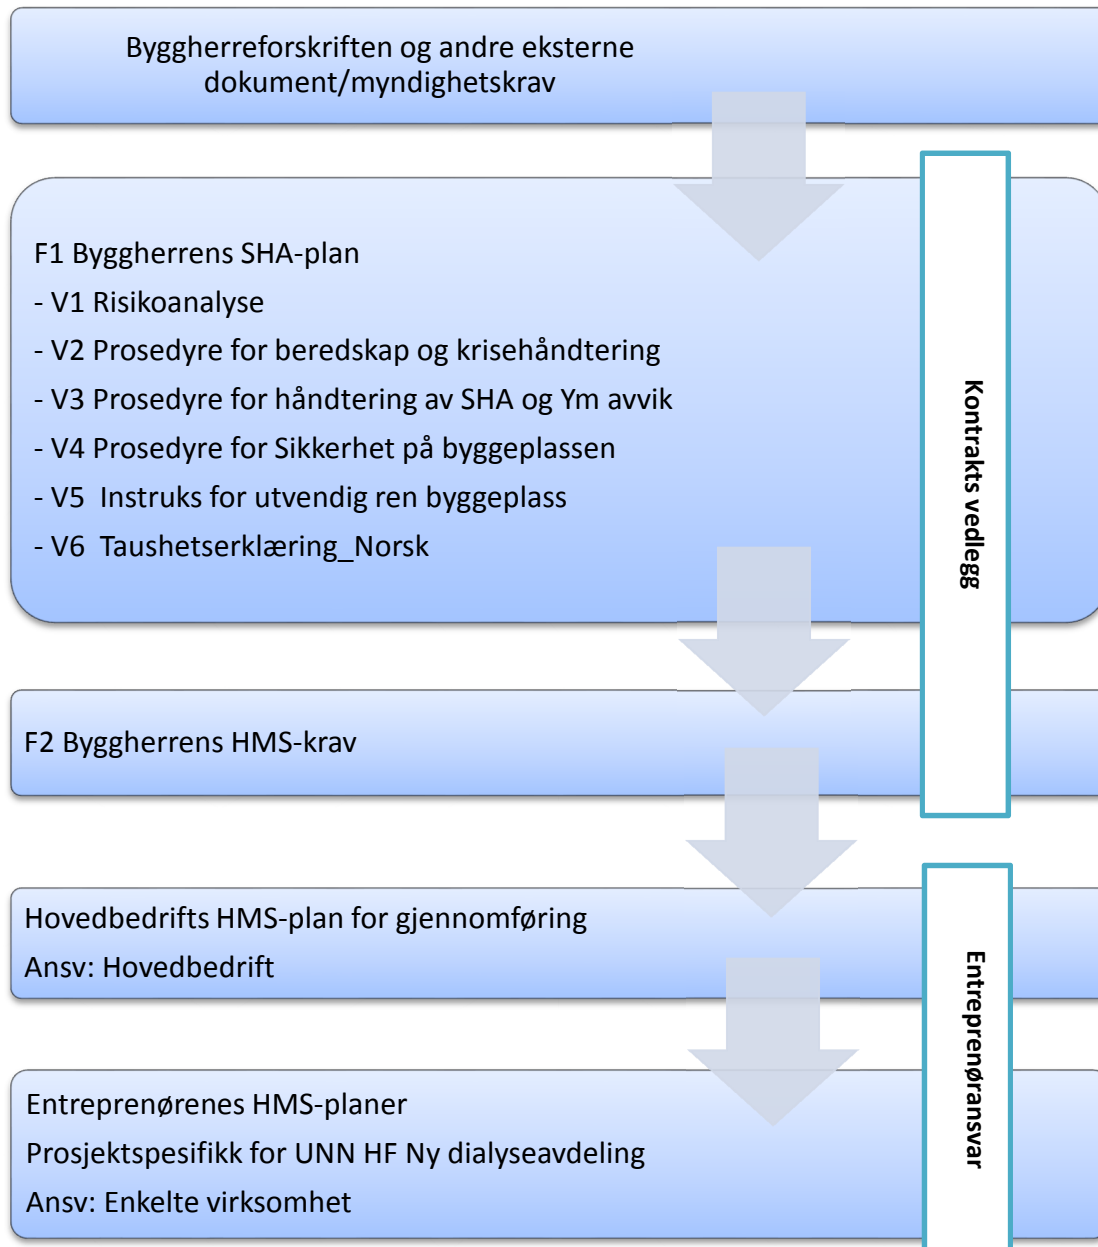 Byggherreforskriften og andre eksterne
dokument/myndighetskrav
F1 Byggherrens SHA-plan
- V1 Risikoanalyse
- V2 Prosedyre for beredskap og krisehåndtering
- V3 Prosedyre for håndtering av SHA og Ym avvik
- V4 Prosedyre for Sikkerhet på byggeplassen
- V5  Instruks for utvendig ren byggeplass
- V6  Taushetserklæring_Norsk
Kontrakts vedlegg
F2 Byggherrens HMS-krav
Hovedbedrifts HMS-plan for gjennomføring
Ansv: Hovedbedrift
Entreprenøransvar
Entreprenørenes HMS-planer
Prosjektspesifikk for UNN HF Ny dialyseavdeling
Ansv: Enkelte virksomhet